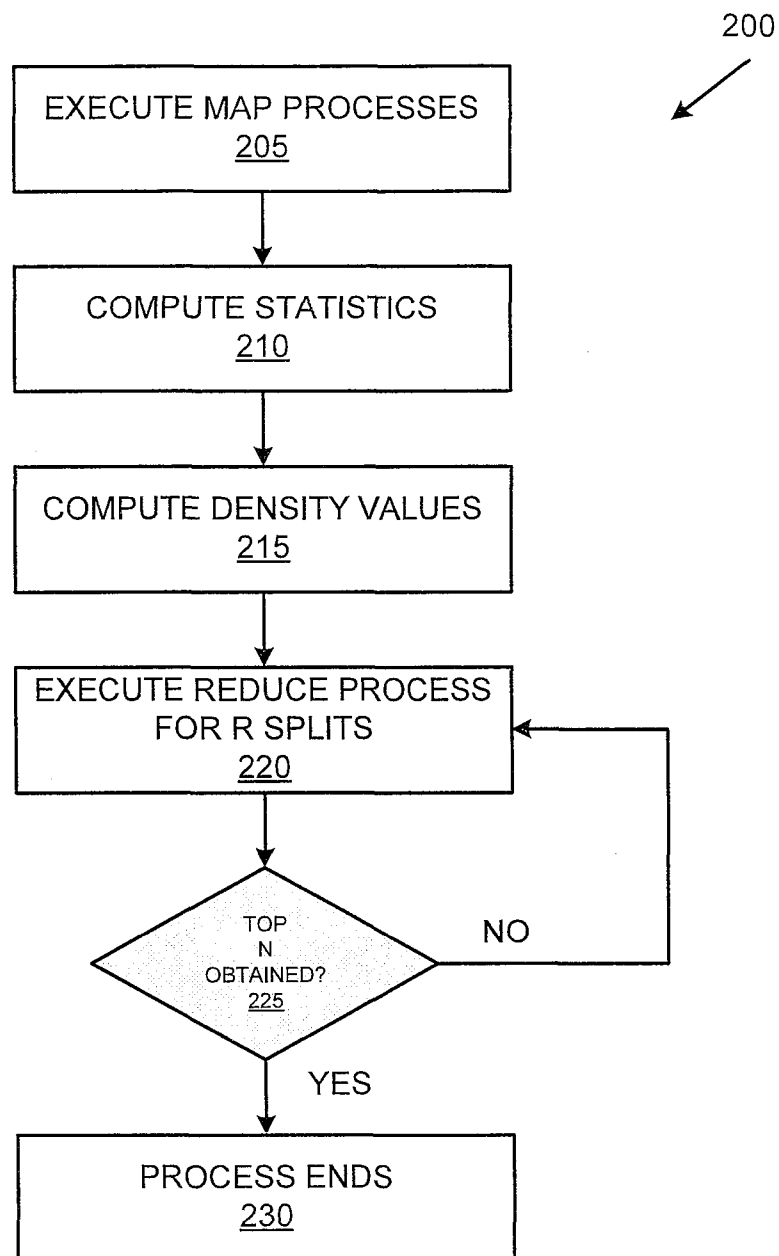 200
EXECUTE MAP PROCESSES
205
COMPUTE STATISTICS
210
COMPUTE DENSITY VALUES
215
EXECUTE REDUCE PROCESS
FOR R SPLITS
220
TOP
N
OBTAINED?
225
NO
YES
PROCESS ENDS
230